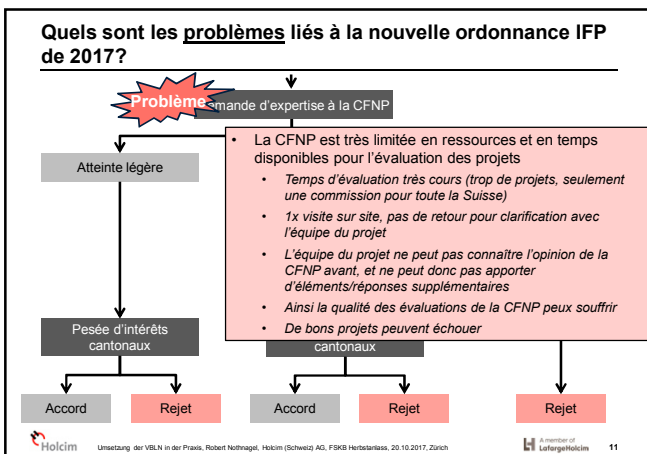 Quels sont les problèmes liés à la nouvelle ordonnance IFP
de 2017?
Problème
mande d'expertise à la CFNP
Atteinte légère
• La CFNP est très limitée en ressources et en temps
disponibles pour l'évaluation des projets
• Temps d'évaluation très cours (trop de projets, seulement
une commission pour toute la Suisse)
• 1x visite sur site, pas de retour pour clarification avec
l'équipe du projet
• L'équipe du projet ne peut pas connaître l'opinion de la
CFNP avant, et ne peut donc pas apporter
d'éléments/réponses supplémentaires
• Ainsi la qualité des évaluations de la CFNP peux souffrir
• De bons projets peuvent échouer
Pesée d'intérêts
cantonaux
cantonaux
Accord
Rejet
Accord
Rejet
Rejet
Holcim
Umsetzung der VBLN in der Praxis, Robert Nothnagel, Holcim (Schweiz) AG, FSKB Herbstanlass, 20.10.2017, Zürich
A member of
LafargeHolcim
11